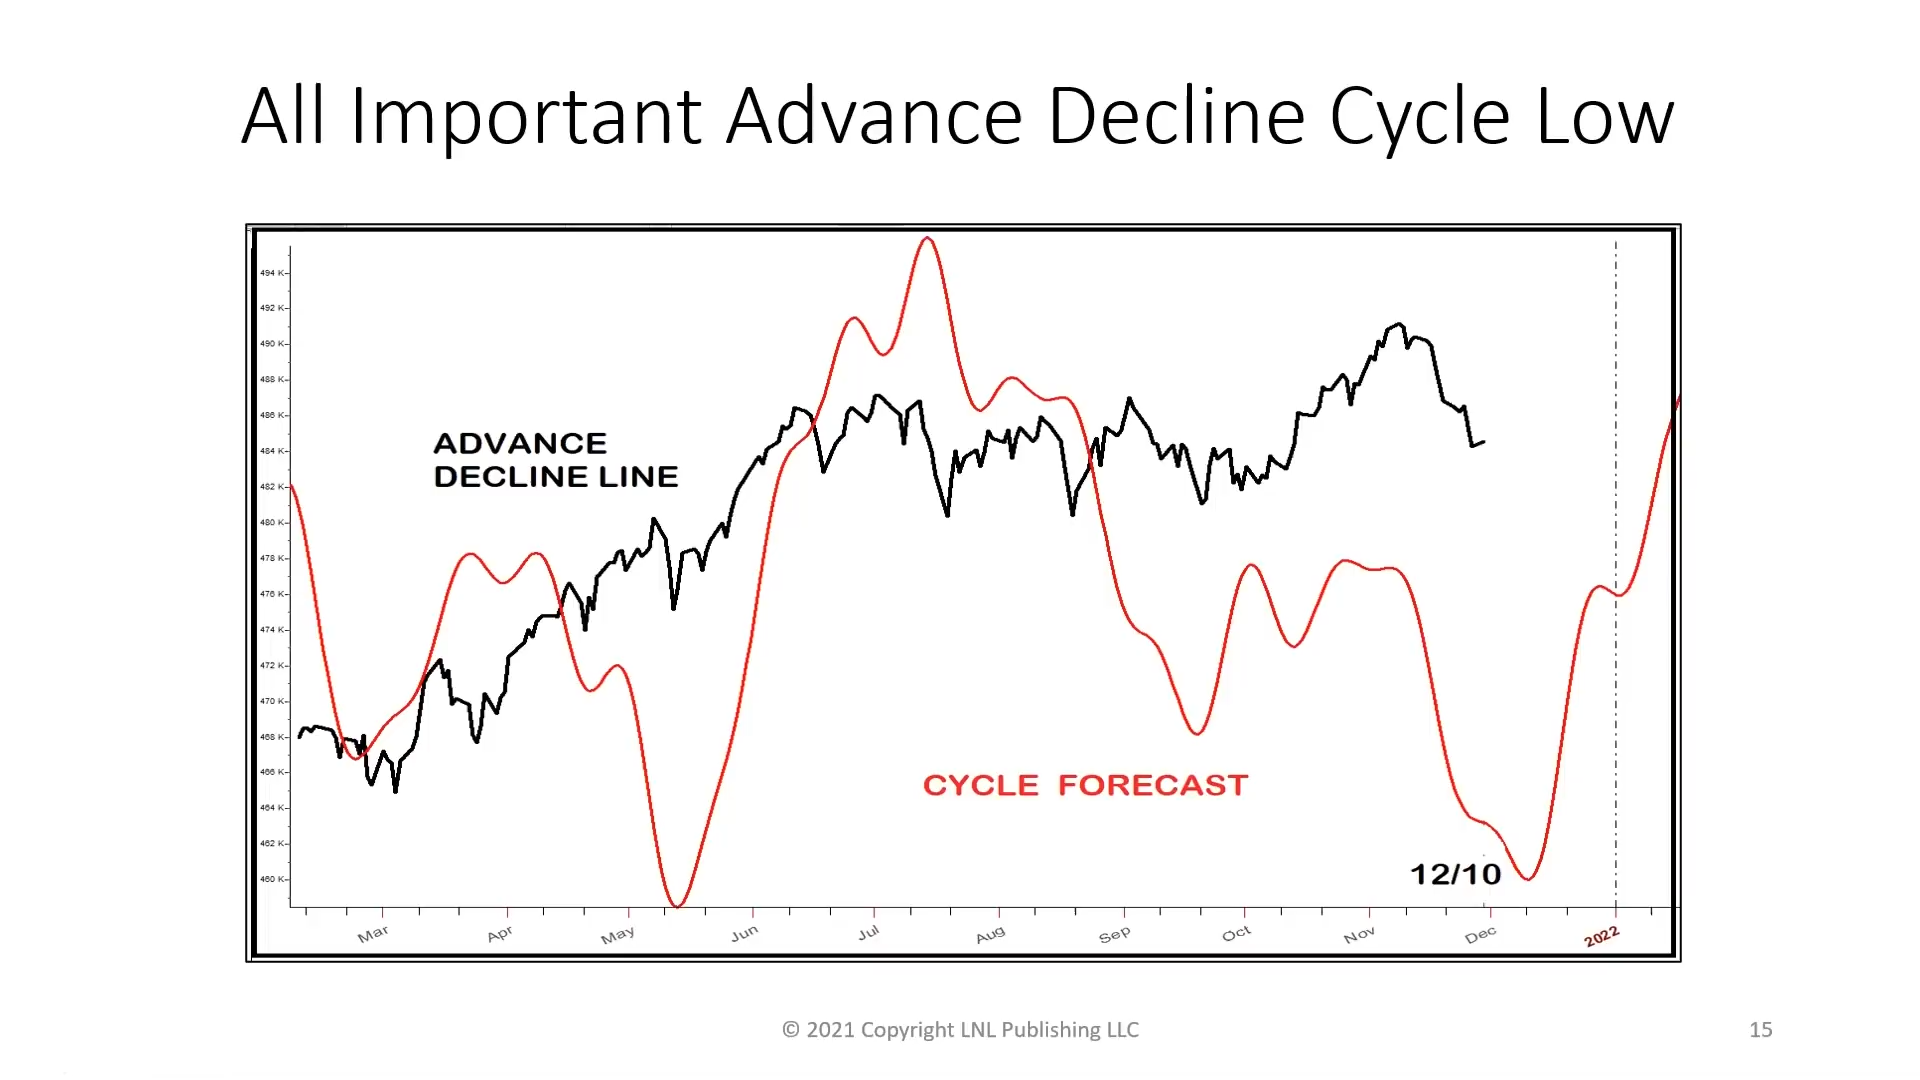 All Important Advance Decline Cycle Low
494 K
492 K
490 K
488 K
486 K
484 K
482 K
480 K
478 K
476 K
474 K
472 K
470 K
468 K
466 K
464 K
462 K
460 K
ADVANCE
DECLINE LINE
CYCLE FORECAST
12/10
Mar Apr May Jun Jul Aug Sep Oct Nov Dec 2022
© 2021 Copyright LNL Publishing LLC
15